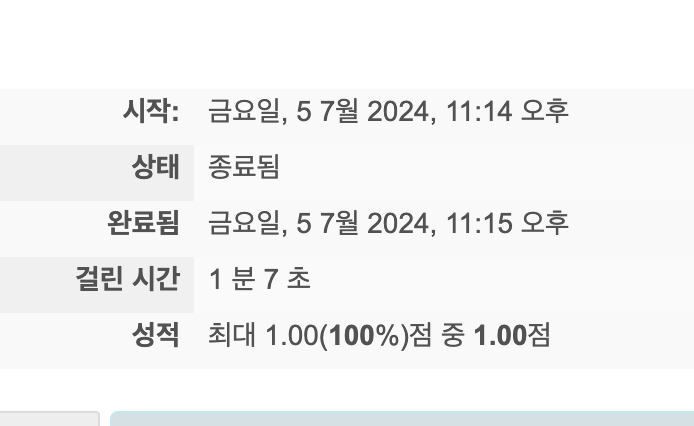 시작: 금요일, 5 7월 2024, 11:14 오후
상태 종료됨
완료됨 금요일, 5 7월 2024, 11:15 오후
걸린 시간 1 분 7 초
성적 최대 1.00(100%)점 중 1.00점